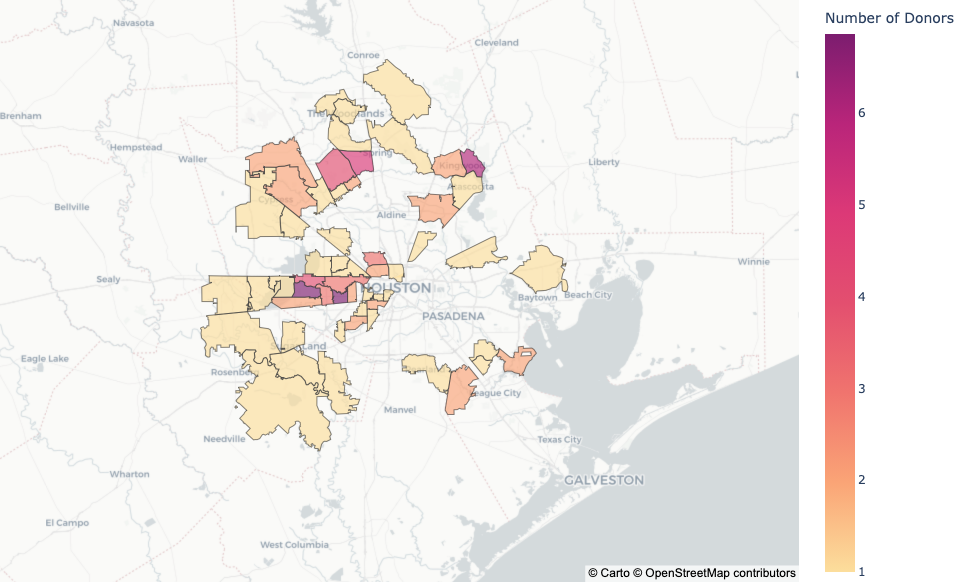 Number of Donors
Navasota
Cleveland
Conroe
Brenham
The Woodlands
6
Hempstead
Waller
Spring
Kingwood
Liberty
Atascocita
Cypress
5
Bellville
Aldine
Winnie
Sealy
HOUSTON
Baytown
Beach City
4
PASADENA
Sugar Land
Eagle Lake
Rosenberg
3
League City
Manvel
Needville
Texas City
Wharton
GALVESTON
2
El Campo
West Columbia
1
© Carto © OpenStreetMap contributors